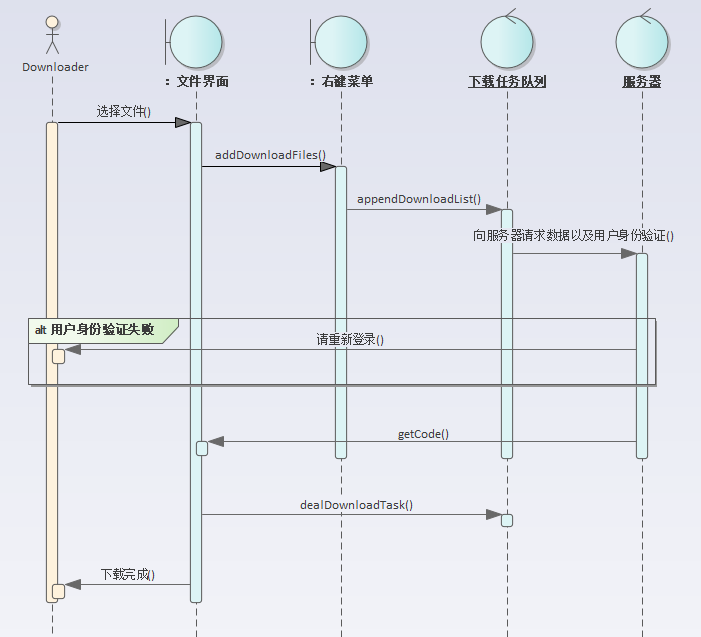 Downloader
: 文件界面
: 右键菜单
下载任务队列
服务器
选择文件()
addDownloadFiles()
appendDownloadList()
向服务器请求数据以及用户身份验证()
alt 用户身份验证失败
请重新登录()
getCode()
dealDownloadTask()
下载完成()